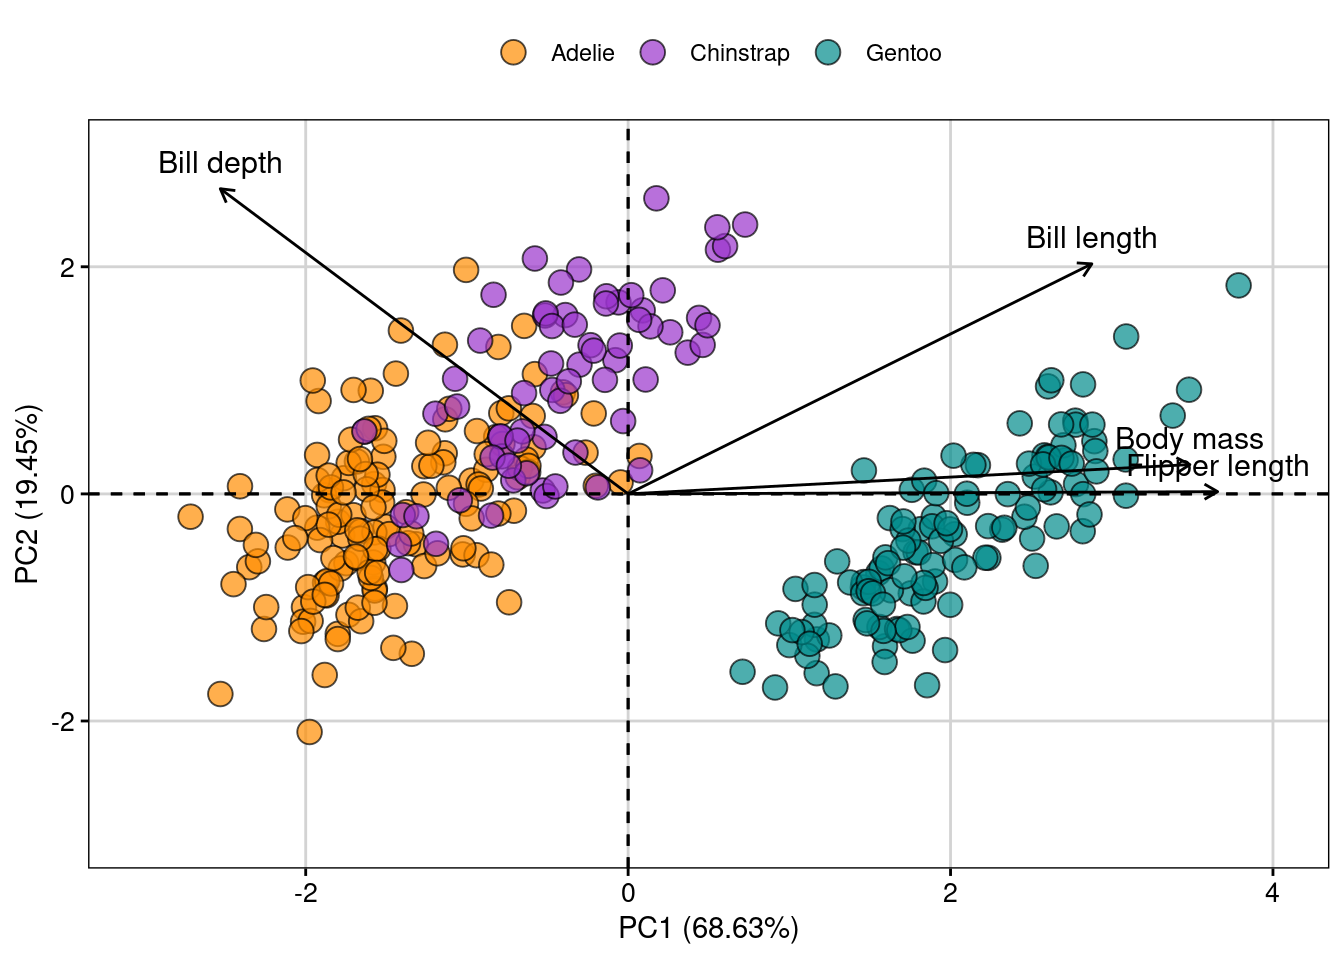 Adelie Chinstrap Gentoo
Bill depth
Bill length
Body mass
Flipper length
2
0
-2
PC2 (19.45%)
-2 0 2 4
PC1 (68.63%)